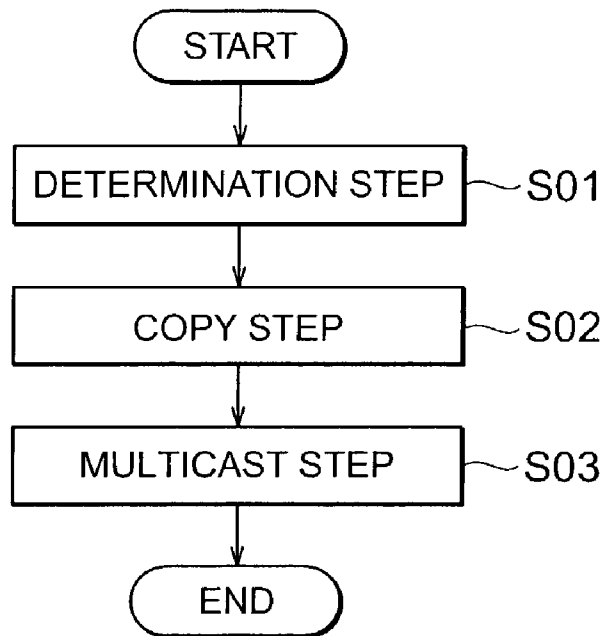 START
DETERMINATION STEP S01
COPY STEP S02
MULTICAST STEP S03
END